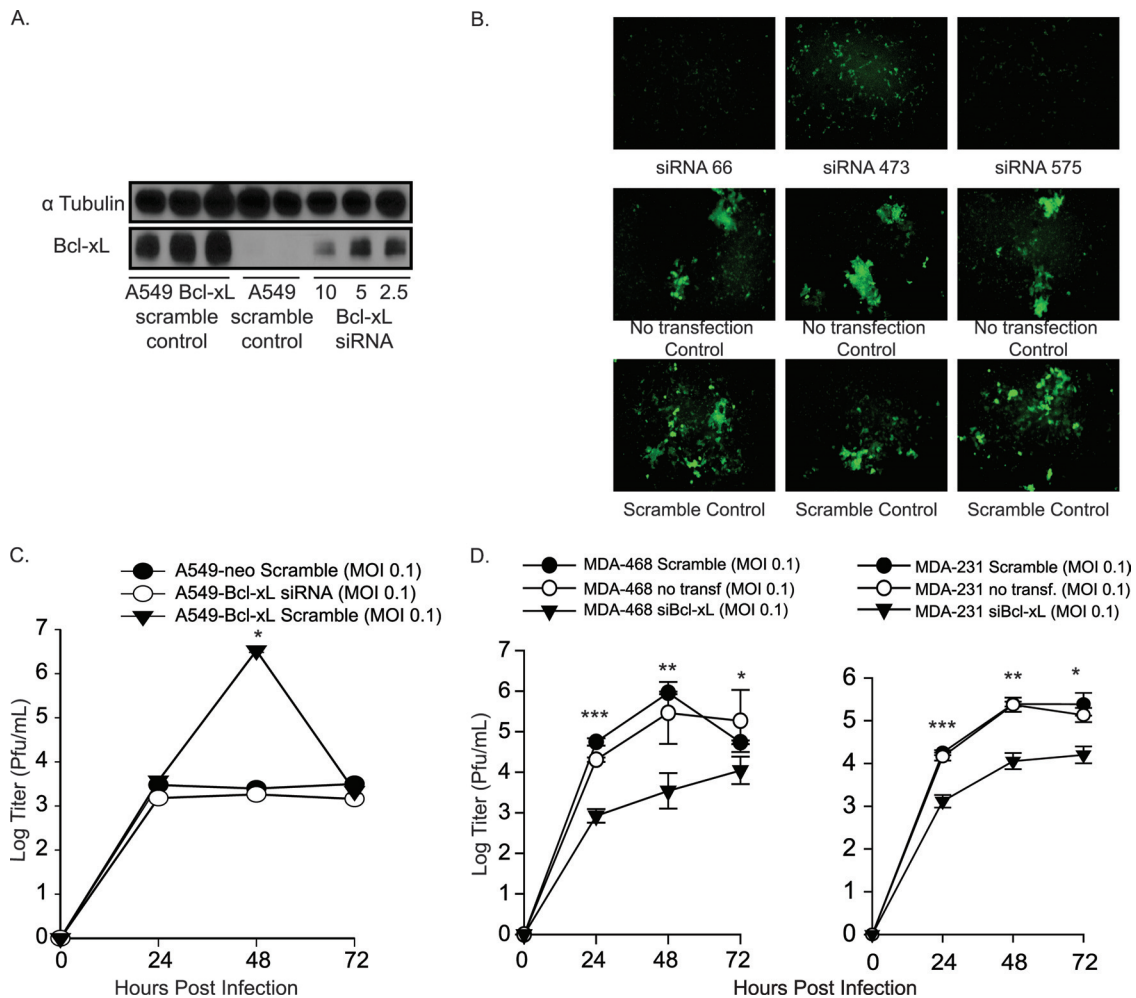 A.
α Tubulin
Bcl-xL
A549 Bcl-xL A549 10 5 2.5
scramble scramble Bcl-xL
control control siRNA
B.
siRNA 66 siRNA 473 siRNA 575
No transfection No transfection No transfection
Control Control Control
Scramble Control Scramble Control Scramble Control
C.
A549-neo Scramble (MOI 0.1)
A549-Bcl-xL siRNA (MOI 0.1)
A549-Bcl-xL Scramble (MOI 0.1)
Log Titer (Pfu/mL)
7
6
5
4
3
2
1
0
*
0 24 48 72
Hours Post Infection
D.
MDA-468 Scramble (MOI 0.1)
MDA-468 no transf (MOI 0.1)
MDA-468 siBcl-xL (MOI 0.1)
MDA-231 Scramble (MOI 0.1)
MDA-231 no transf. (MOI 0.1)
MDA-231 siBcl-xL (MOI 0.1)
Log Titer (Pfu/mL)
7
6
5
4
3
2
1
0
*** ** *
0 24 48 72
6
5
4
3
2
1
0
*** ** *
0 24 48 72
Hours Post Infection